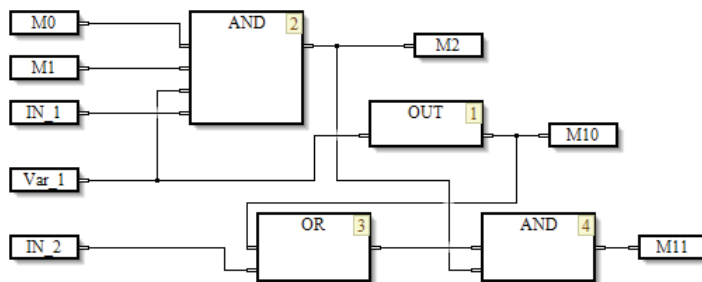 M0
AND 2
M2
M1
IN_1
OUT 1
M10
Var_1
IN_2
OR 3
AND 4
M11